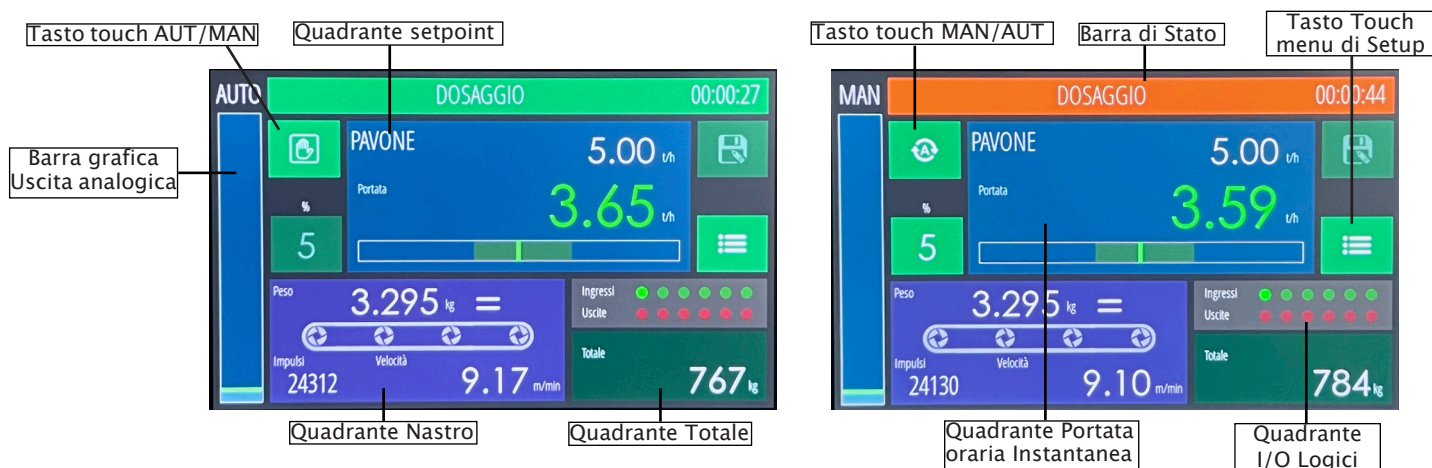 Tasto touch AUT/MAN
Quadrante setpoint
Barra grafica
Uscita analogica
AUTO
DOSAGGIO
00:00:27
PAVONE
5.00 t/h
Portata
3.65 t/h
%
5
Peso
3.295 kg =
Impulsi
24312
Velocità
9.17 m/min
Ingressi
Uscite
Totale
767 kg
Quadrante Nastro
Quadrante Totale
Tasto touch MAN/AUT
Barra di Stato
Tasto Touch
menu di Setup
MAN
DOSAGGIO
00:00:44
A
PAVONE
5.00 t/h
Portata
3.59 t/h
%
5
Peso
3.295 kg =
Impulsi
24130
Velocità
9.10 m/min
Ingressi
Uscite
Totale
784 kg
Quadrante Portata
oraria Instantanea
Quadrante
I/O Logici